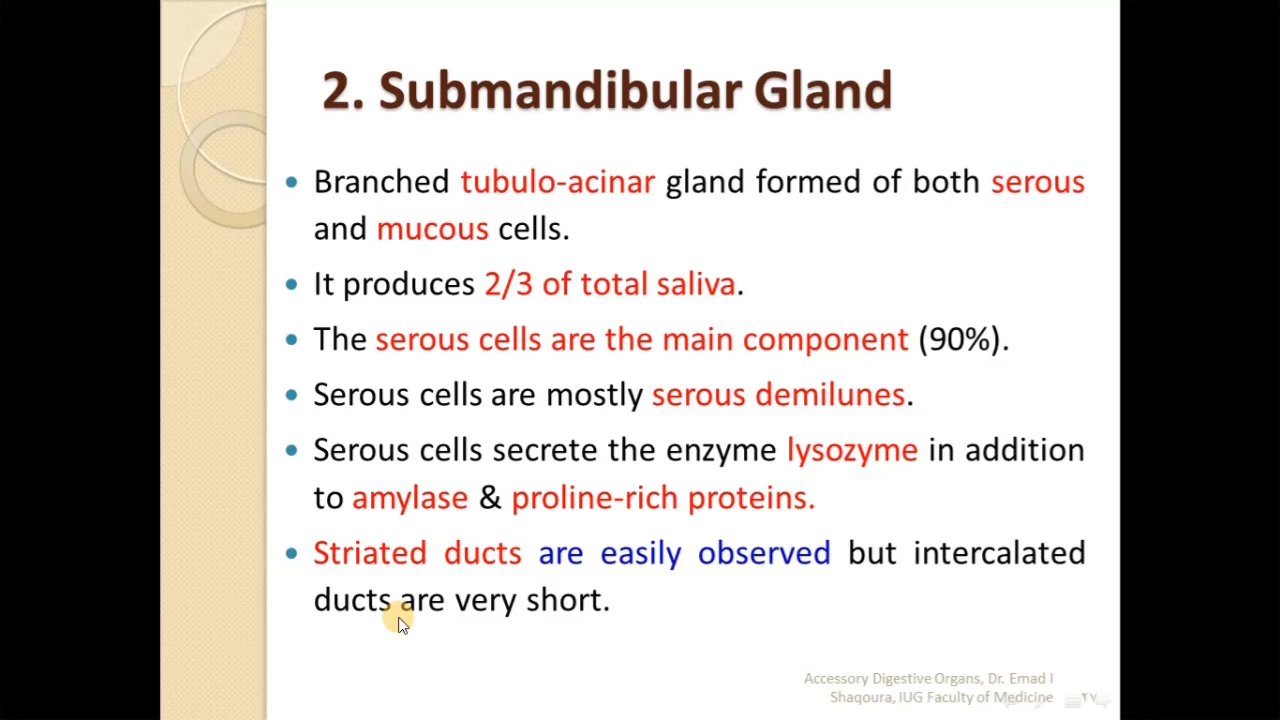 2. Submandibular Gland
• Branched tubulo-acinar gland formed of both serous
and mucous cells.
• It produces 2/3 of total saliva.
• The serous cells are the main component (90%).
• Serous cells are mostly serous demilunes.
• Serous cells secrete the enzyme lysozyme in addition
to amylase & proline-rich proteins.
• Striated ducts are easily observed but intercalated
ducts are very short.
Accessory Digestive Organs, Dr. Emad I
Shaqoura, IUG Faculty of Medicine
٢٧